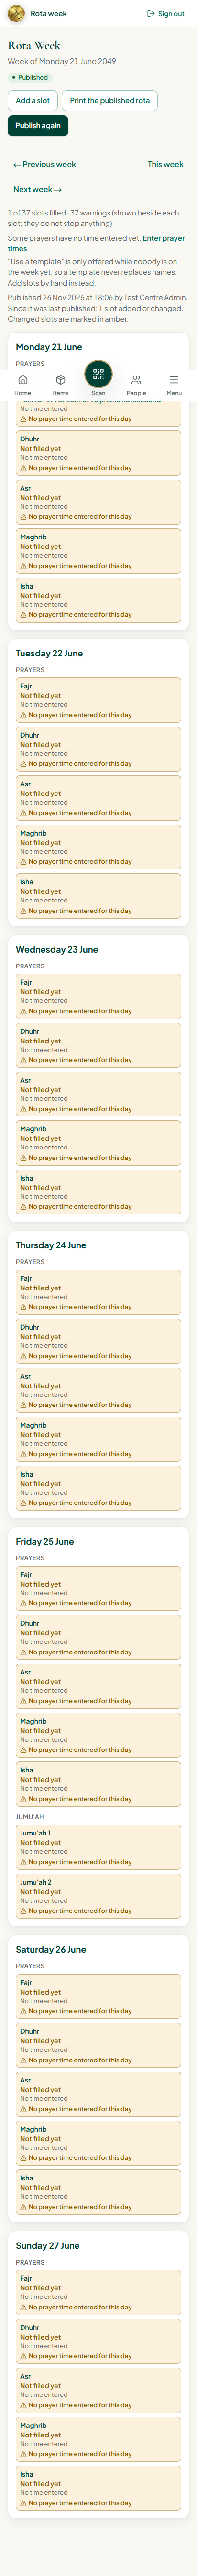 Rota week
Sign out
Rota Week
Week of Monday 21 June 2049
Published
Add a slot
Print the published rota
Publish again
← Previous week
This week
Next week →
1 of 37 slots filled · 37 warnings (shown beside each
slot; they do not stop anything)
Some prayers have no time entered yet. Enter prayer
times
"Use a template" is only offered while nobody is on
the week yet, so a template never replaces names.
Add slots by hand instead.
Published 26 Nov 2026 at 18:06 by Test Centre Admin.
Since it was last published: 1 slot added or changed.
Changed slots are marked in amber.
Monday 21 June
PRAYERS
Home
Items
Scan
People
Menu
No time entered
No prayer time entered for this day
Dhuhr
Not filled yet
No time entered
No prayer time entered for this day
Asr
Not filled yet
No time entered
No prayer time entered for this day
Maghrib
Not filled yet
No time entered
No prayer time entered for this day
Isha
Not filled yet
No time entered
No prayer time entered for this day
Tuesday 22 June
PRAYERS
Fajr
Not filled yet
No time entered
No prayer time entered for this day
Dhuhr
Not filled yet
No time entered
No prayer time entered for this day
Asr
Not filled yet
No time entered
No prayer time entered for this day
Maghrib
Not filled yet
No time entered
No prayer time entered for this day
Isha
Not filled yet
No time entered
No prayer time entered for this day
Wednesday 23 June
PRAYERS
Fajr
Not filled yet
No time entered
No prayer time entered for this day
Dhuhr
Not filled yet
No time entered
No prayer time entered for this day
Asr
Not filled yet
No time entered
No prayer time entered for this day
Maghrib
Not filled yet
No time entered
No prayer time entered for this day
Isha
Not filled yet
No time entered
No prayer time entered for this day
Thursday 24 June
PRAYERS
Fajr
Not filled yet
No time entered
No prayer time entered for this day
Dhuhr
Not filled yet
No time entered
No prayer time entered for this day
Asr
Not filled yet
No time entered
No prayer time entered for this day
Maghrib
Not filled yet
No time entered
No prayer time entered for this day
Isha
Not filled yet
No time entered
No prayer time entered for this day
Friday 25 June
PRAYERS
Fajr
Not filled yet
No time entered
No prayer time entered for this day
Dhuhr
Not filled yet
No time entered
No prayer time entered for this day
Asr
Not filled yet
No time entered
No prayer time entered for this day
Maghrib
Not filled yet
No time entered
No prayer time entered for this day
Isha
Not filled yet
No time entered
No prayer time entered for this day
JUMU'AH
Jumu'ah 1
Not filled yet
No time entered
No prayer time entered for this day
Jumu'ah 2
Not filled yet
No time entered
No prayer time entered for this day
Saturday 26 June
PRAYERS
Fajr
Not filled yet
No time entered
No prayer time entered for this day
Dhuhr
Not filled yet
No time entered
No prayer time entered for this day
Asr
Not filled yet
No time entered
No prayer time entered for this day
Maghrib
Not filled yet
No time entered
No prayer time entered for this day
Isha
Not filled yet
No time entered
No prayer time entered for this day
Sunday 27 June
PRAYERS
Fajr
Not filled yet
No time entered
No prayer time entered for this day
Dhuhr
Not filled yet
No time entered
No prayer time entered for this day
Asr
Not filled yet
No time entered
No prayer time entered for this day
Maghrib
Not filled yet
No time entered
No prayer time entered for this day
Isha
Not filled yet
No time entered
No prayer time entered for this day